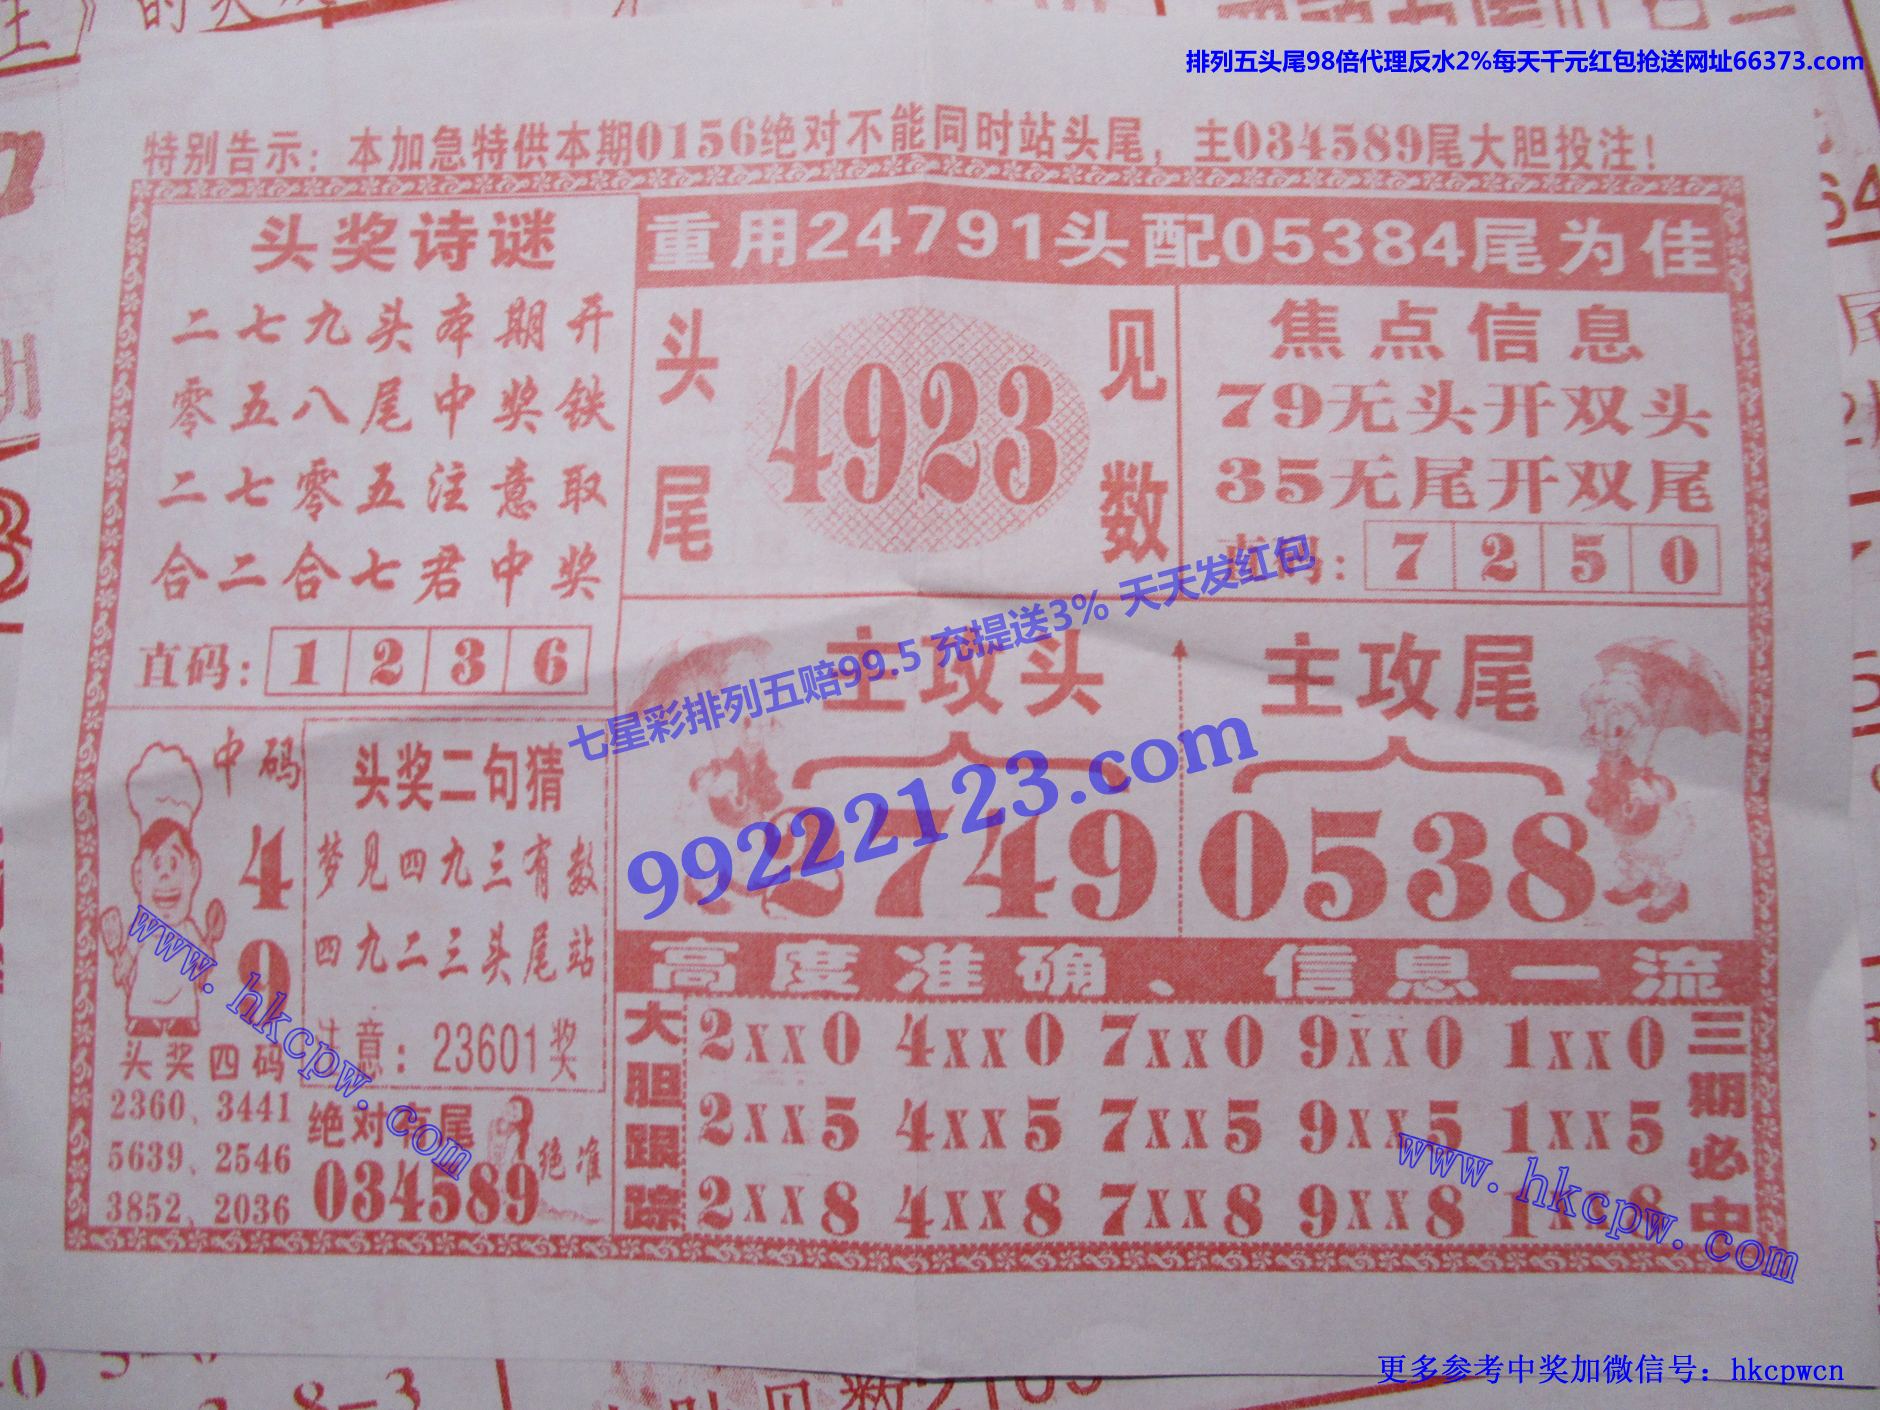 排列五头尾98倍代理反水2%每天千元红包抢送网址66373.com
特别告示：本加急特供本期0156绝对不能同时站头尾，主034589尾大胆投注！
头奖诗谜
二七九头本期开
零五八尾中奖铁
二七零五注意取
合二合七君中奖
直码：1236
重用24791头配05384尾为佳
头尾
4923
见数
焦点信息
79无头开双头
35无尾开双尾
直码：7250
七星彩排列五赔99.5 充提送3% 天天发红包
99222123.com
主攻头
2749
主攻尾
0538
中码
49
头奖二句猜
梦见四九三有数
四九二三头尾站
注意：23601奖
头奖四码
2360、3441
5639、2546
3852、2036
绝对有尾
034589
绝准
高度准确、信息一流
大胆跟踪
2xx0 4xx0 7xx0 9xx0 1xx0
2xx5 4xx5 7xx5 9xx5 1xx5
2xx8 4xx8 7xx8 9xx8 1xx8
三期必中
www.hkcpw.com
www.hkcpw.com
更多参考中奖加微信号：hkcpwcn